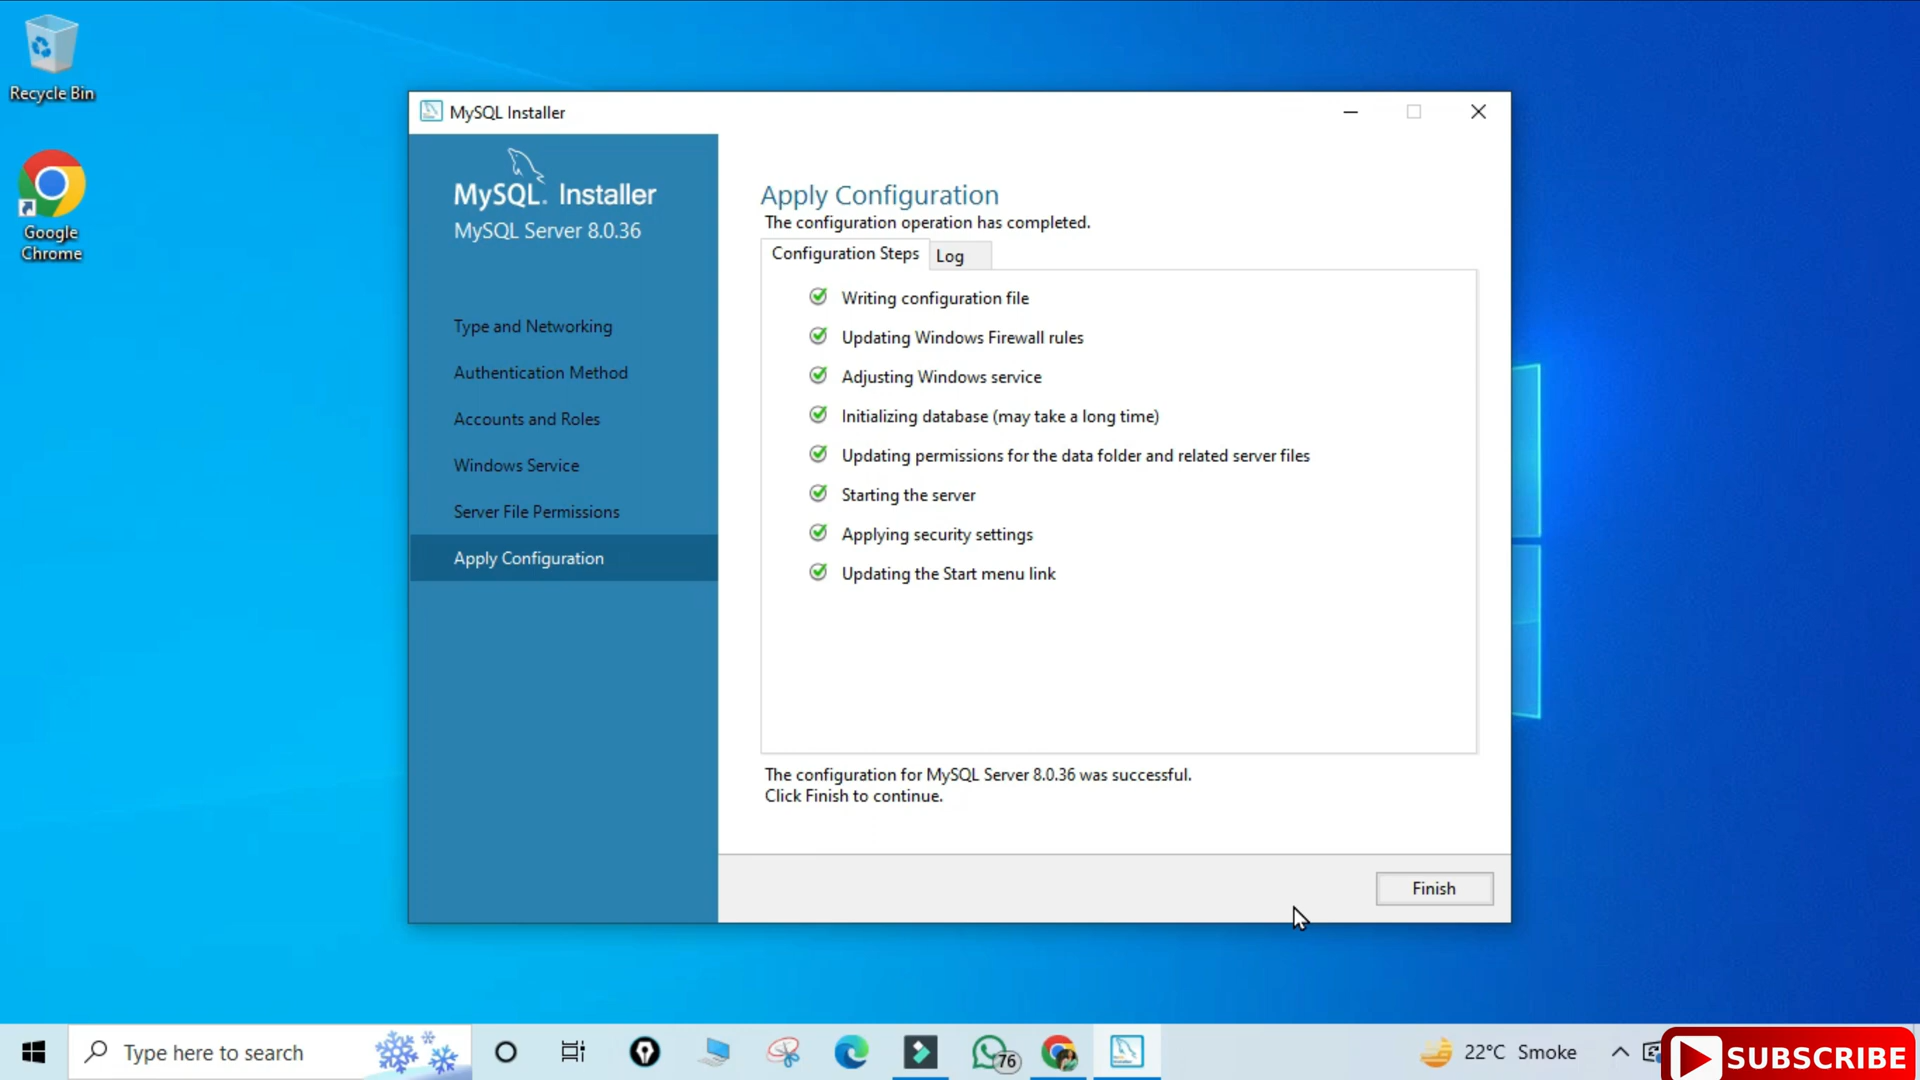 Recycle Bin
Google
Chrome
MySQL Installer
MySQL. Installer
MySQL Server 8.0.36
Type and Networking
Authentication Method
Accounts and Roles
Windows Service
Server File Permissions
Apply Configuration
Apply Configuration
The configuration operation has completed.
Configuration Steps
Log
Writing configuration file
Updating Windows Firewall rules
Adjusting Windows service
Initializing database (may take a long time)
Updating permissions for the data folder and related server files
Starting the server
Applying security settings
Updating the Start menu link
The configuration for MySQL Server 8.0.36 was successful.
Click Finish to continue.
Finish
Type here to search
76
22°C Smoke
SUBSCRIBE